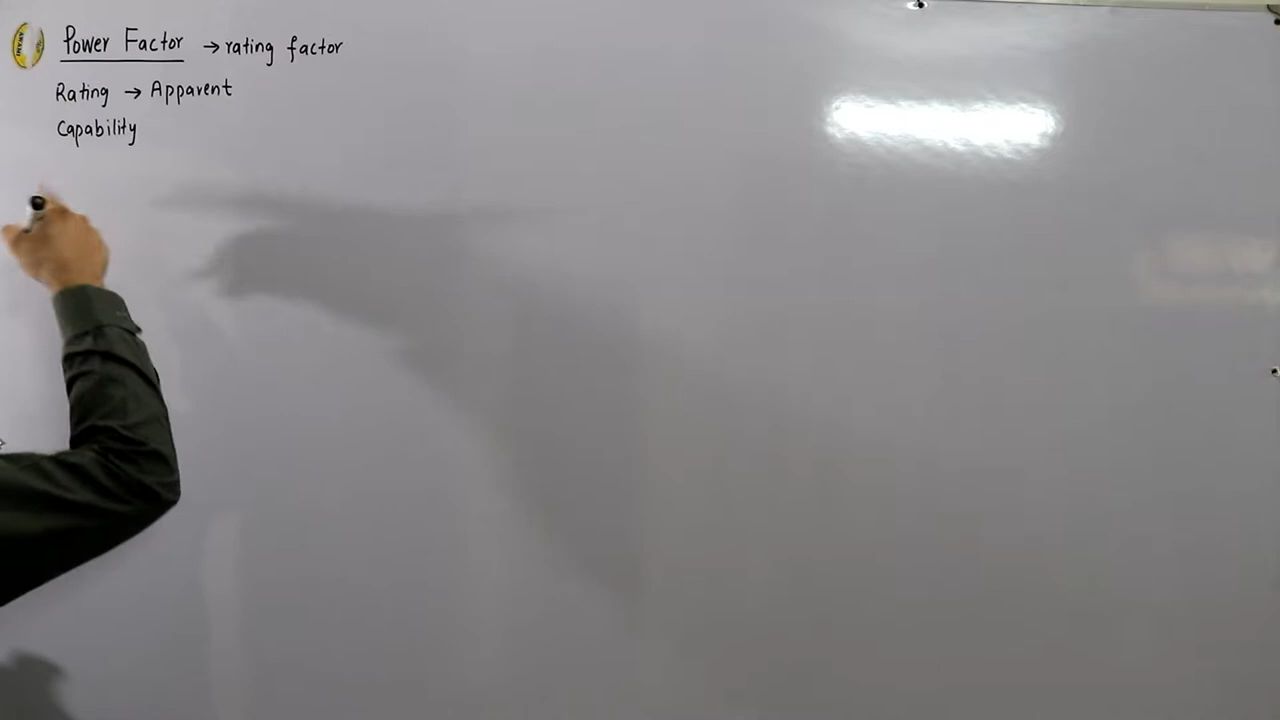 Power Factor → rating factor
Rating → Apparent
Capability